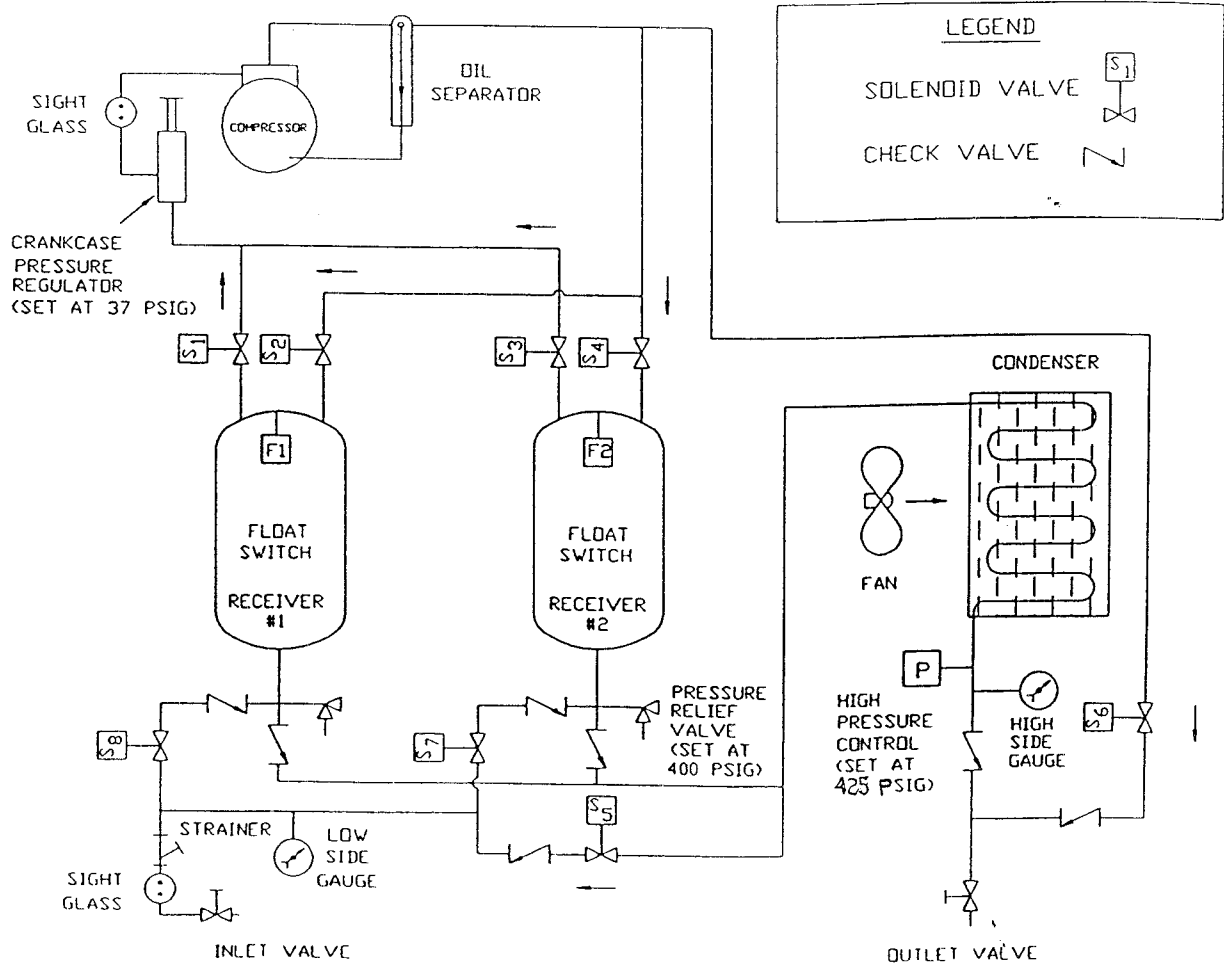 LEGEND
SOLENOID VALVE
S1
CHECK VALVE
OIL
SEPARATOR
SIGHT
GLASS
COMPRESSOR
CRANKCASE
PRESSURE
REGULATOR
(SET AT 37 PSIG)
S1
S2
S3
S4
CONDENSER
F1
F2
FLOAT
SWITCH
FLOAT
SWITCH
FAN
RECEIVER
#1
RECEIVER
#2
P
PRESSURE
RELIEF
VALVE
(SET AT
400 PSIG)
HIGH
PRESSURE
CONTROL
(SET AT
425 PSIG)
HIGH
SIDE
GAUGE
S6
S8
S7
S5
STRAINER
LOW
SIDE
GAUGE
SIGHT
GLASS
INLET VALVE
OUTLET VALVE